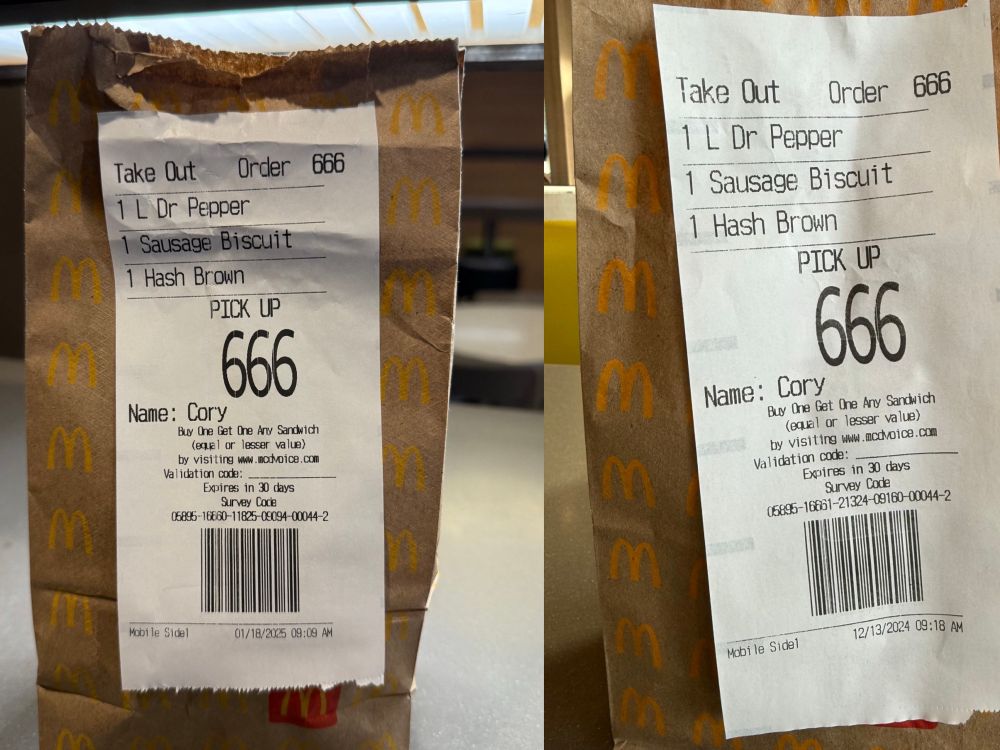 Take Out Order 666
1 L Dr Pepper
1 Sausage Biscuit
1 Hash Brown
PICK UP
666
Name: Cory
Buy One Get One Any Sandwich
(equal or lesser value)
by visiting www.mcdvoice.com
Validation code:
Expires in 30 days
Survey Code
05895-16660-11825-09094-00044-2
Mobile Side1 01/18/2025 09:09 AM
Take Out Order 666
1 L Dr Pepper
1 Sausage Biscuit
1 Hash Brown
PICK UP
666
Name: Cory
Buy One Get One Any Sandwich
(equal or lesser value)
by visiting www.mcdvoice.com
Validation code:
Expires in 30 days
Survey Code
05895-16661-21324-09160-00044-2
Mobile Side1 12/13/2024 09:18 AM